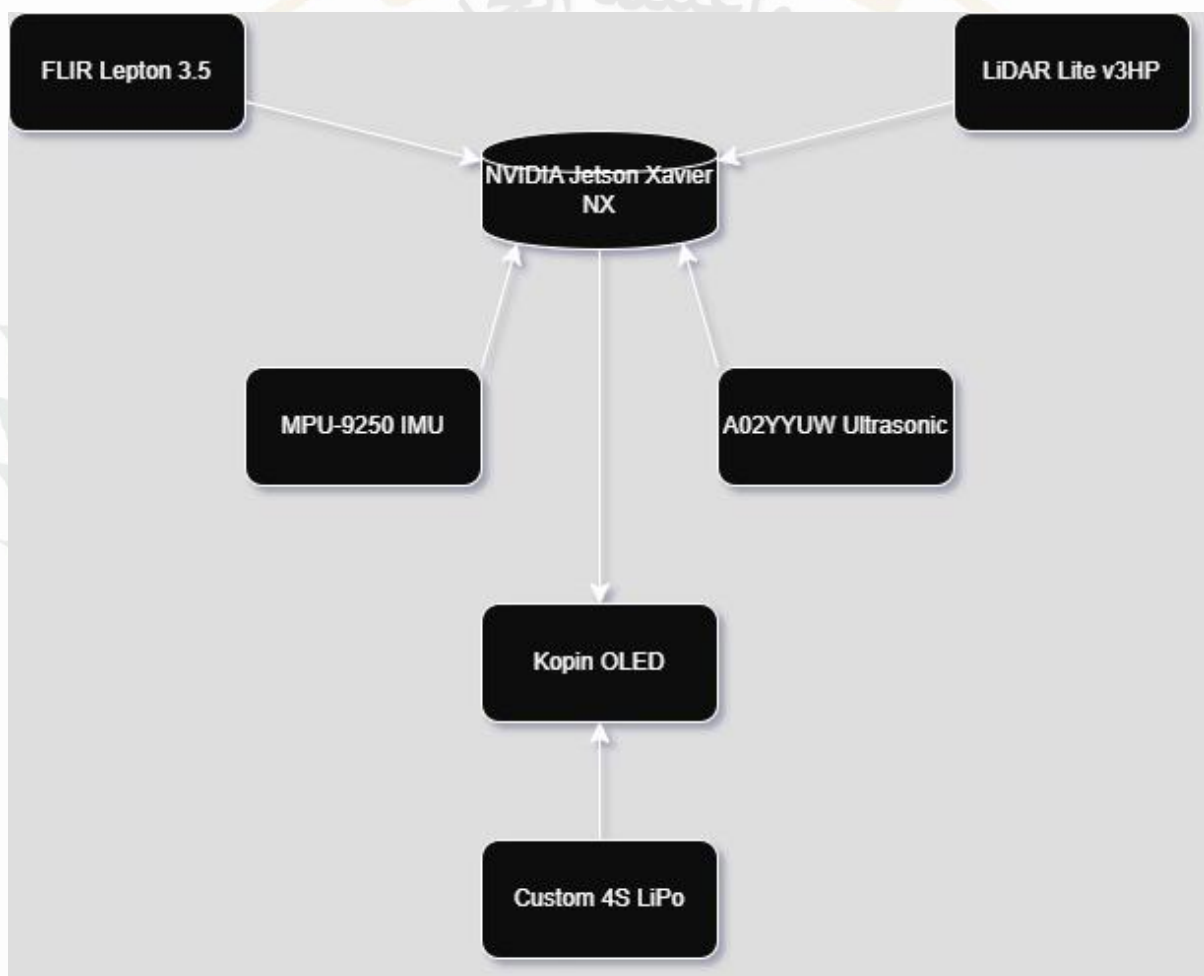 FLIR Lepton 3.5
LiDAR Lite v3HP
NVIDIA Jetson Xavier
NX
MPU-9250 IMU
A02YYUW Ultrasonic
Kopin OLED
Custom 4S LiPo